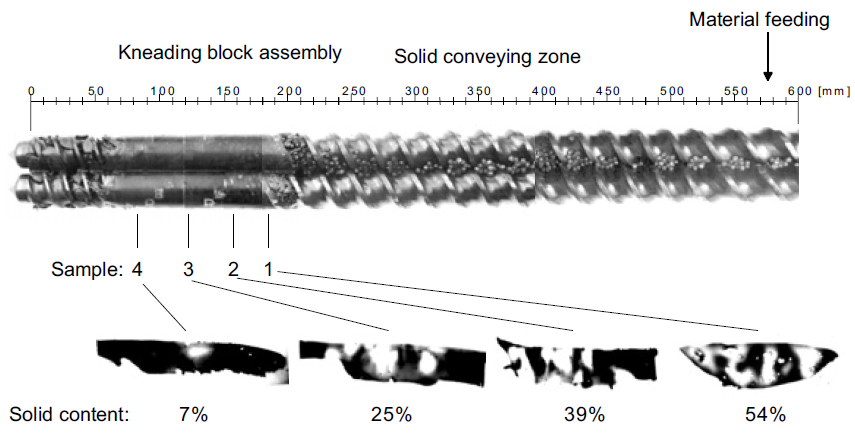 Material feeding
Kneading block assembly
Solid conveying zone
0 50 100 150 200 250 300 350 400 450 500 550 600 [mm]
Sample: 4 3 2 1
Solid content: 7% 25% 39% 54%